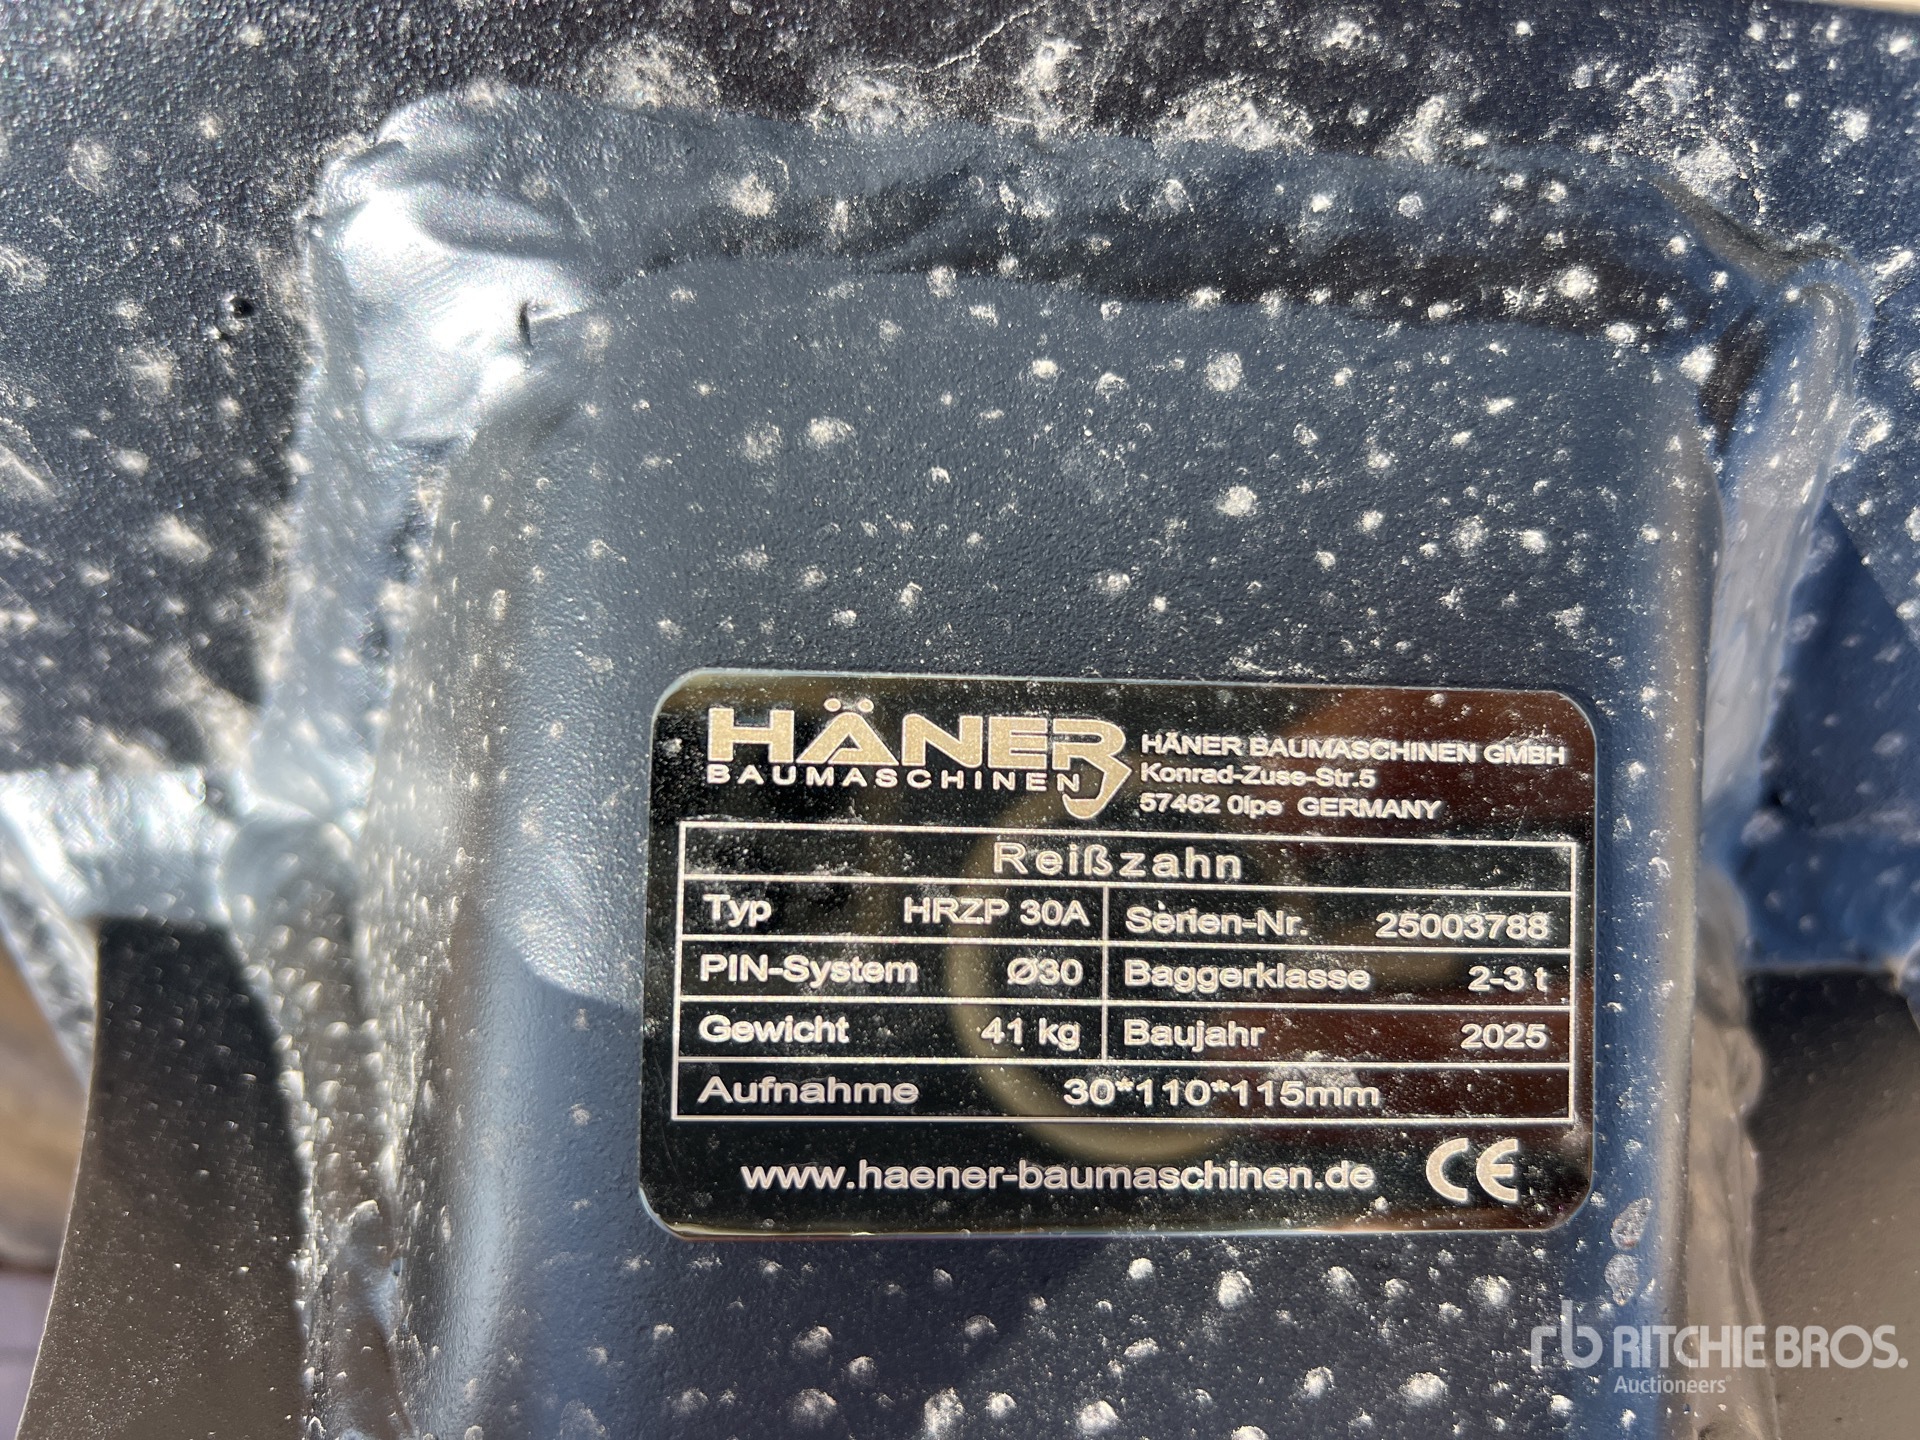 HÄNER
BAUMASCHINEN
HÄNER BAUMASCHINEN GMBH
Konrad-Zuse-Str.5
57462 Olpe GERMANY
Reißzahn
Typ HRZP 30A Serien-Nr. 25003788
PIN-System Ø30 Baggerklasse 2-3 t
Gewicht 41 kg Baujahr 2025
Aufnahme 30*110*115mm
www.haener-baumaschinen.de CE
rb RITCHIE BROS.
Auctioneers